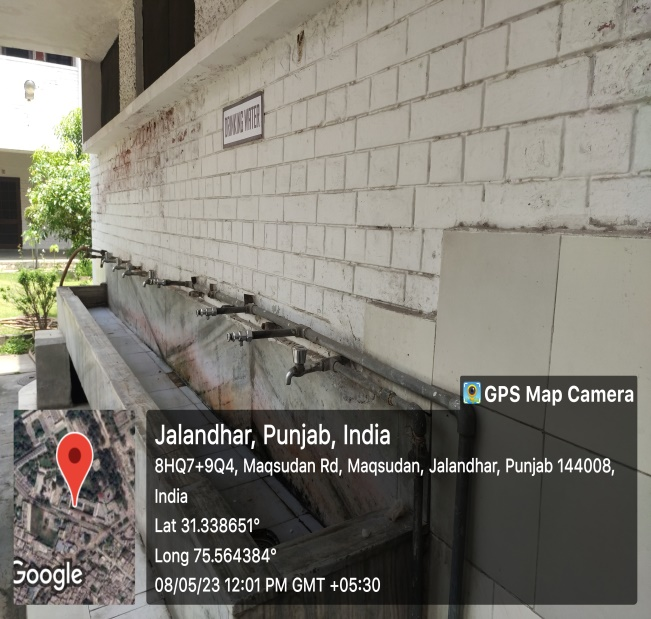 DRINKING WATER
GPS Map Camera
Jalandhar, Punjab, India
8HQ7+9Q4, Maqsudan Rd, Maqsudan, Jalandhar, Punjab 144008,
India
Lat 31.338651°
Long 75.564384°
08/05/23 12:01 PM GMT +05:30
Google